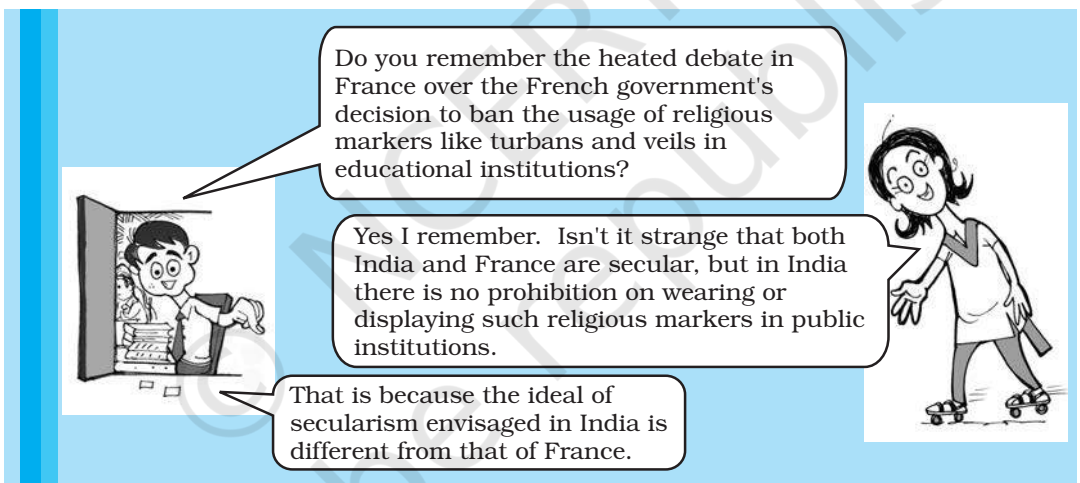 Do you remember the heated debate in
France over the French government's
decision to ban the usage of religious
markers like turbans and veils in
educational institutions?
Yes I remember. Isn't it strange that both
India and France are secular, but in India
there is no prohibition on wearing or
displaying such religious markers in public
institutions.
That is because the ideal of
secularism envisaged in India is
different from that of France.
© NCER
be republis